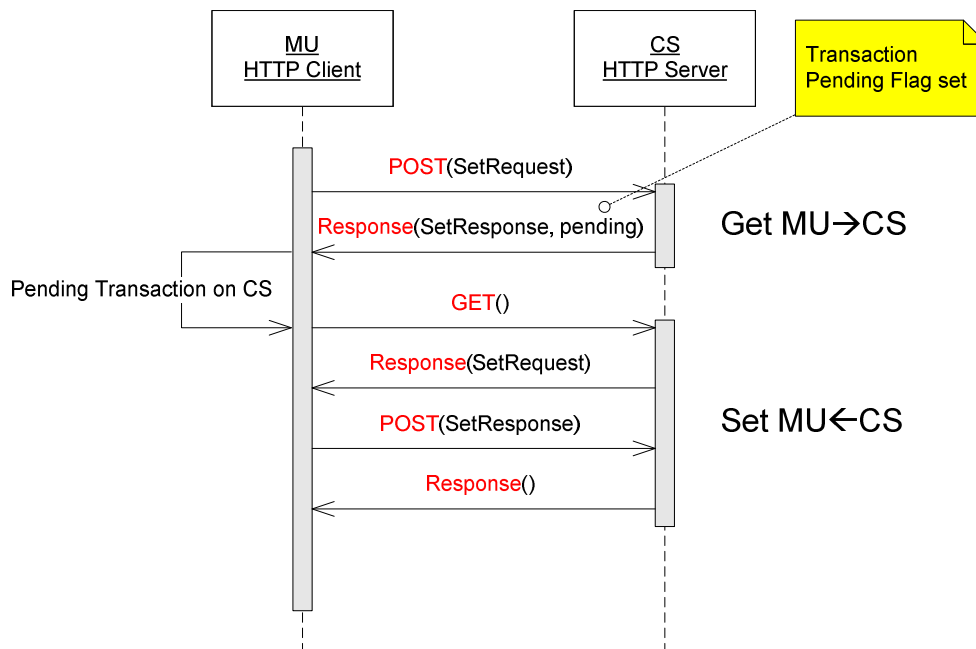 MU
HTTP Client
CS
HTTP Server
Transaction
Pending Flag set
POST(SetRequest)
Response(SetResponse, pending)
Get MU→CS
Pending Transaction on CS
GET()
Response(SetRequest)
POST(SetResponse)
Set MU←CS
Response()